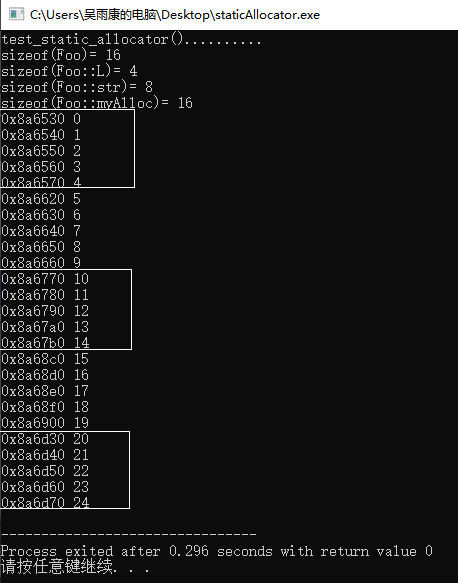 C:\Users\吴雨康的电脑\Desktop\staticAllocator.exe
test_static_allocator()..........
sizeof(Foo)= 16
sizeof(Foo::L)= 4
sizeof(Foo::str)= 8
sizeof(Foo::myAlloc)= 16
0x8a6530 0
0x8a6540 1
0x8a6550 2
0x8a6560 3
0x8a6570 4
0x8a6620 5
0x8a6630 6
0x8a6640 7
0x8a6650 8
0x8a6660 9
0x8a6770 10
0x8a6780 11
0x8a6790 12
0x8a67a0 13
0x8a67b0 14
0x8a68c0 15
0x8a68d0 16
0x8a68e0 17
0x8a68f0 18
0x8a6900 19
0x8a6d30 20
0x8a6d40 21
0x8a6d50 22
0x8a6d60 23
0x8a6d70 24
--------------------------------
Process exited after 0.296 seconds with return value 0
请按任意键继续. . .